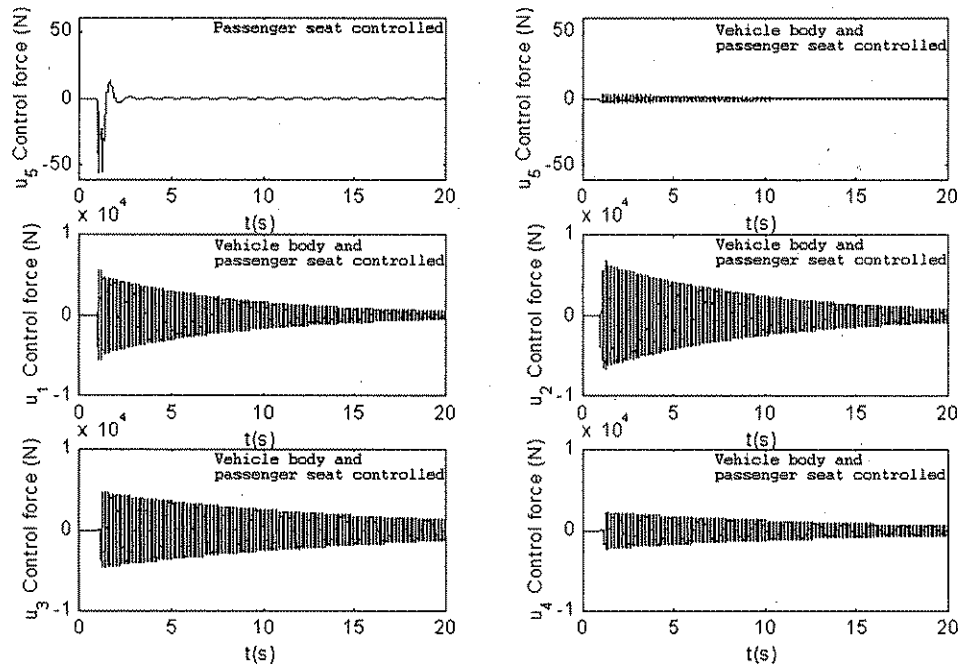 Passenger seat controlled
u5 Control force (N)
50
0
-50
0 5 10 15 20
t(s)
Vehicle body and
passenger seat controlled
u5 Control force (N)
50
0
-50
0 5 10 15 20
t(s)
x 10^4
Vehicle body and
passenger seat controlled
u1 Control force (N)
1
0
-1
0 5 10 15 20
t(s)
x 10^4
Vehicle body and
passenger seat controlled
u2 Control force (N)
1
0
-1
0 5 10 15 20
t(s)
x 10^4
Vehicle body and
passenger seat controlled
u3 Control force (N)
1
0
-1
0 5 10 15 20
t(s)
x 10^4
Vehicle body and
passenger seat controlled
u4 Control force (N)
1
0
-1
0 5 10 15 20
t(s)